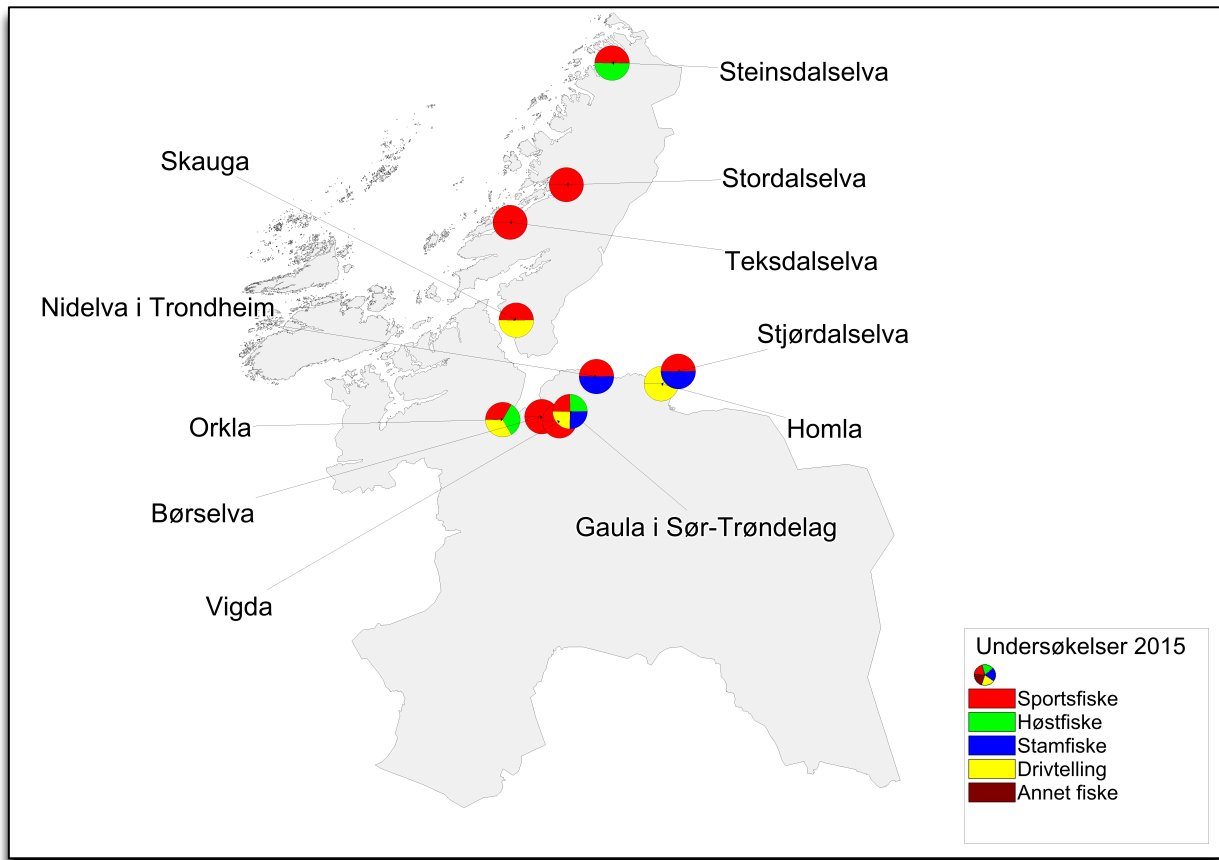 Steinsdalselva
Skauga
Stordalselva
Teksdalselva
Nidelva i Trondheim
Stjørdalselva
Orkla
Homla
Børselva
Gaula i Sør-Trøndelag
Vigda
Undersøkelser 2015
Sportsfiske
Høstfiske
Stamfiske
Drivtelling
Annet fiske